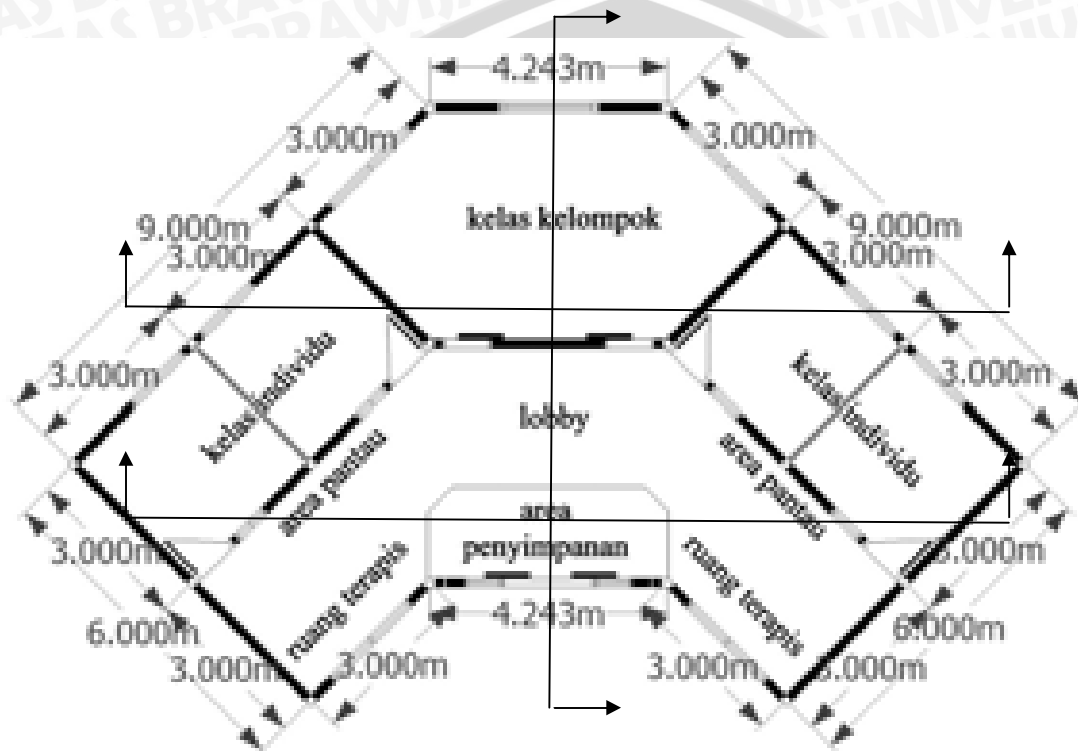 4.243m
3.000m
3.000m
9.000m
9.000m
kelas kelompok
3.000m
3.000m
3.000m
3.000m
kelas individu
kelas individu
lobby
area pantau
area pantau
area
penyimpanan
3.000m
3.000m
ruang terapis
ruang terapis
4.243m
6.000m
6.000m
3.000m
3.000m
3.000m
3.000m